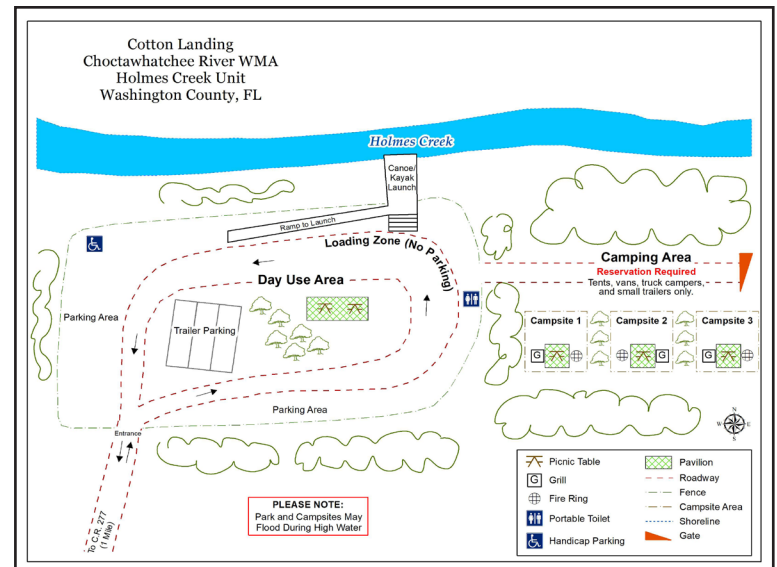 Cotton Landing
Choctawhatchee River WMA
Holmes Creek Unit
Washington County, FL
Holmes Creek
Canoe/
Kayak
Launch
Ramp to Launch
Loading Zone (No Parking)
Camping Area
Reservation Required
Tents, vans, truck campers,
and small trailers only.
Day Use Area
Parking Area
Trailer Parking
Campsite 1
Campsite 2
Campsite 3
G
G
G
Parking Area
Entrance
N
W
E
S
To C.R. 277
(1 Mile)
PLEASE NOTE:
Park and Campsites May
Flood During High Water
Picnic Table
G
Grill
Fire Ring
Portable Toilet
Handicap Parking
Pavilion
Roadway
Fence
Campsite Area
Shoreline
Gate